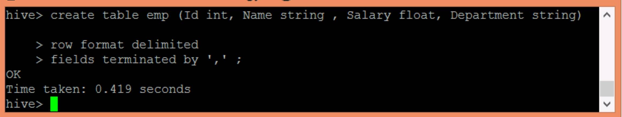 hive> create table emp (Id int, Name string , Salary float, Department string)
> row format delimited
> fields terminated by ',' ;
OK
Time taken: 0.419 seconds
hive>